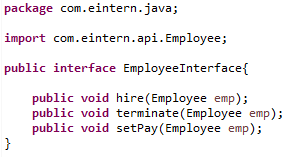 package com.eintern.java;
import com.eintern.api.Employee;
public interface EmployeeInterface{
public void hire(Employee emp);
public void terminate(Employee emp);
public void setPay(Employee emp);
}